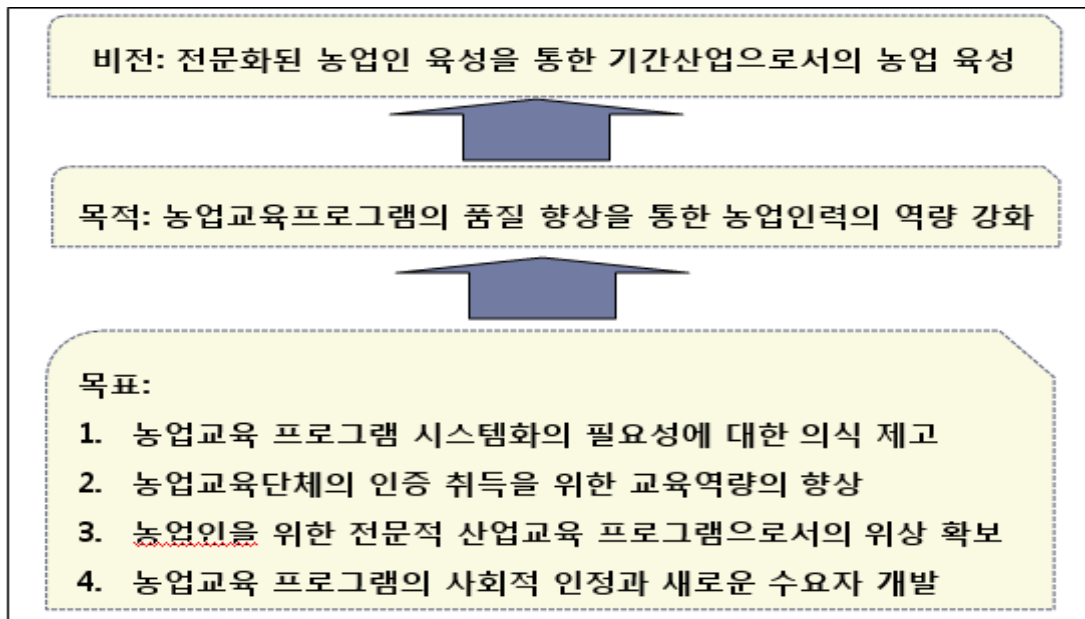 비전: 전문화된 농업인 육성을 통한 기간산업으로서의 농업 육성
목적: 농업교육프로그램의 품질 향상을 통한 농업인력의 역량 강화
목표:
1. 농업교육 프로그램 시스템화의 필요성에 대한 의식 제고
2. 농업교육단체의 인증 취득을 위한 교육역량의 향상
3. 농업인을 위한 전문적 산업교육 프로그램으로서의 위상 확보
4. 농업교육 프로그램의 사회적 인정과 새로운 수요자 개발